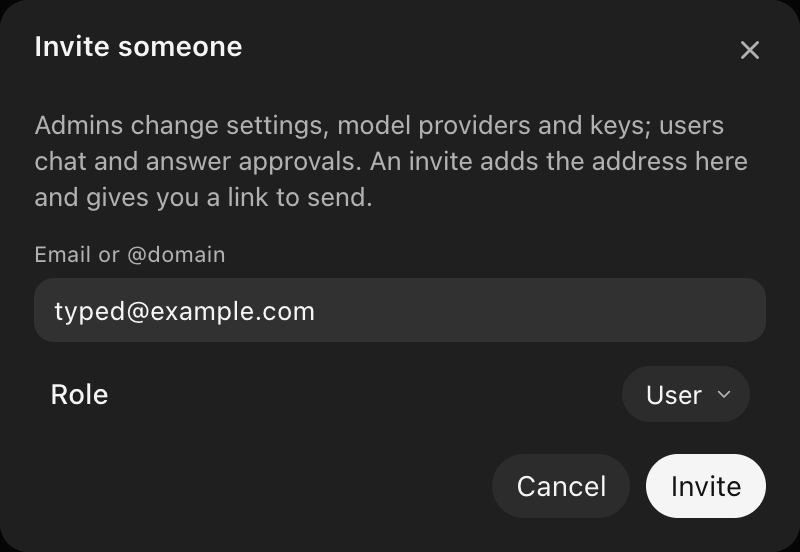 Invite someone
Admins change settings, model providers and keys; users
chat and answer approvals. An invite adds the address here
and gives you a link to send.
Email or @domain
typed@example.com
Role
User
Cancel
Invite